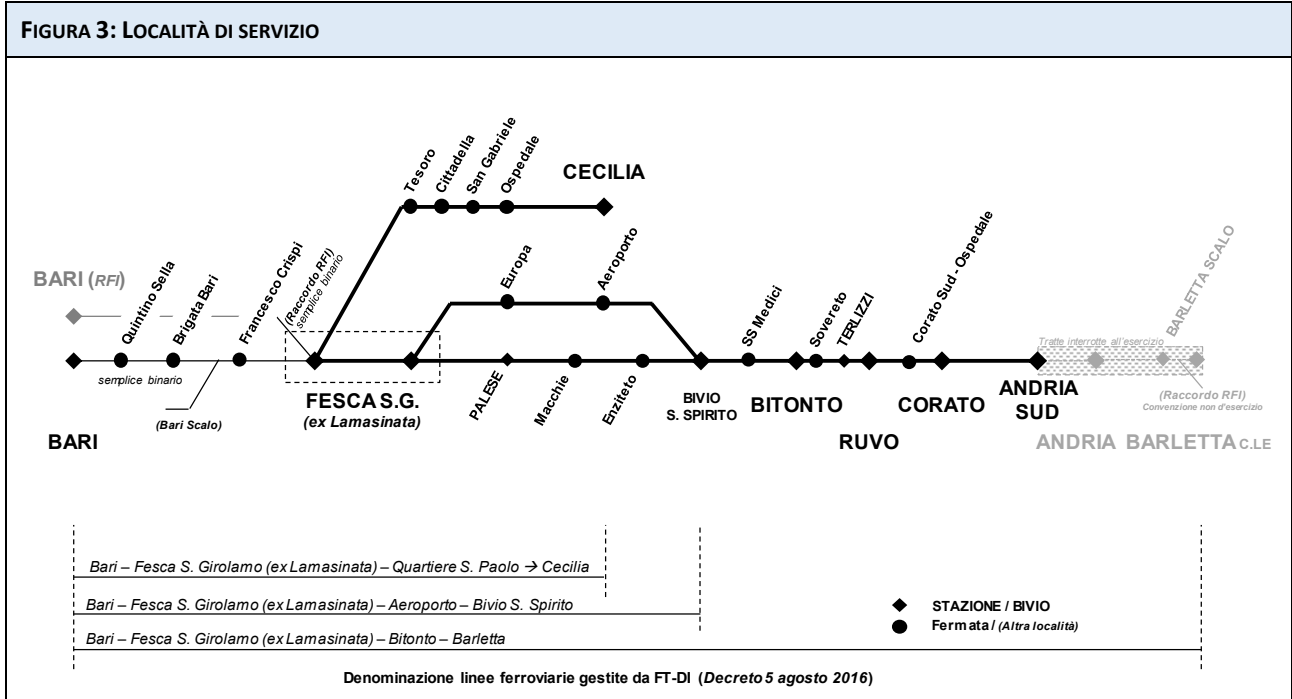 FIGURA 3: LOCALITÀ DI SERVIZIO
Tesoro
Cittadella
San Gabriele
Ospedale
CECILIA
BARI (RFI)
Quintino Sella
Brigata Bari
Francesco Crispi
(Raccordo RFI)
semplice binario
Europa
Aeroporto
SS Medici
Sovereto
TERLIZZI
Corato Sud - Ospedale
BARLETTA SCALO
Tratte interrotte all'esercizio
semplice binario
(Bari Scalo)
BARI
FESCA S.G.
(ex Lamasinata)
PALESE
Macchie
Enziteto
BIVIO
S. SPIRITO
BITONTO
RUVO
CORATO
ANDRIA
SUD
(Raccordo RFI)
Convenzione non d'esercizio
ANDRIA BARLETTA C.LE
Bari – Fesca S. Girolamo (ex Lamasinata) – Quartiere S. Paolo → Cecilia
Bari – Fesca S. Girolamo (ex Lamasinata) – Aeroporto – Bivio S. Spirito
Bari – Fesca S. Girolamo (ex Lamasinata) – Bitonto – Barletta
STAZIONE / BIVIO
Fermata / (Altra località)
Denominazione linee ferroviarie gestite da FT-DI (Decreto 5 agosto 2016)